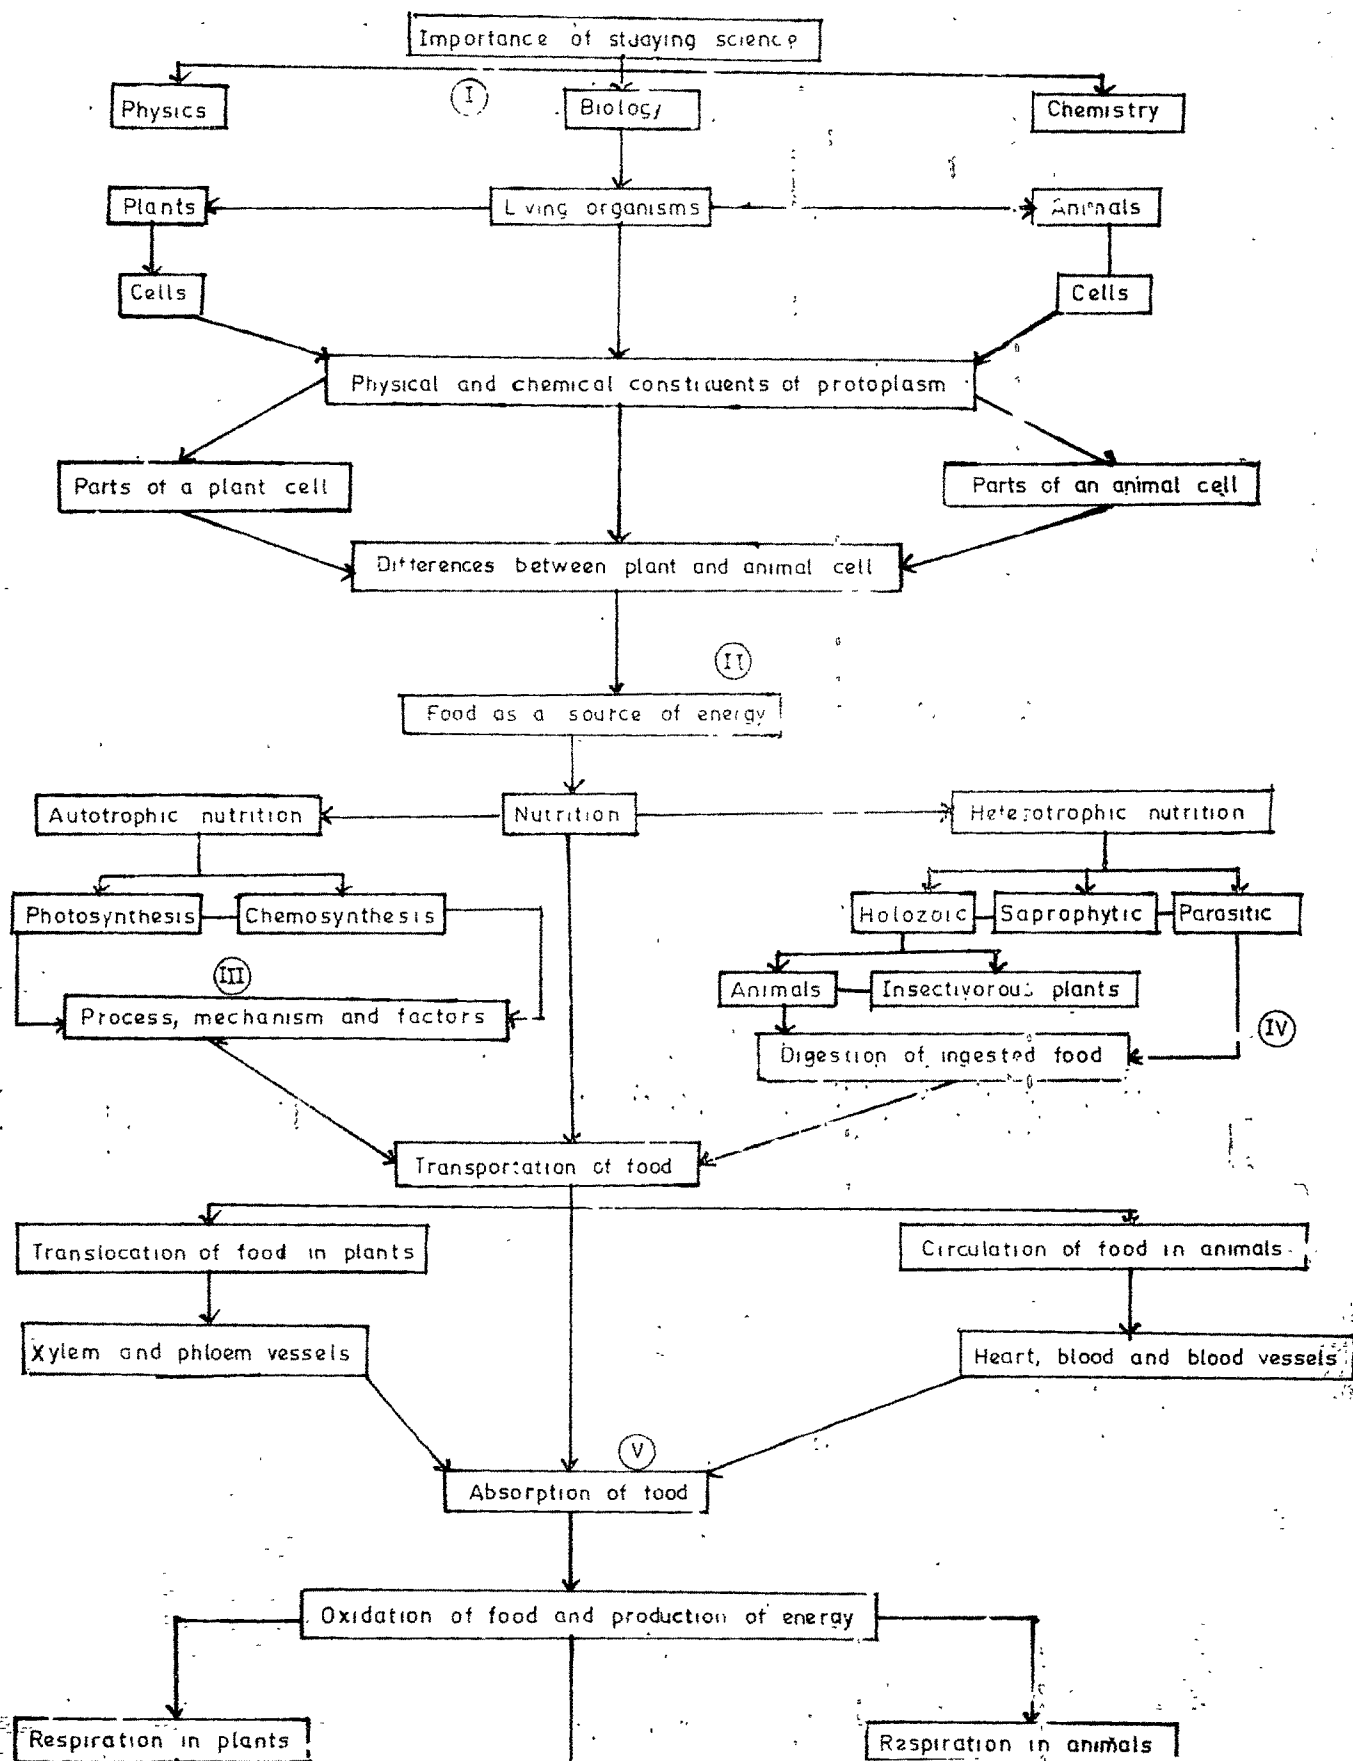 Importance of studying science
Physics
I
Biology
Chemistry
Plants
Living organisms
Animals
Cells
Cells
Physical and chemical constituents of protoplasm
Parts of a plant cell
Parts of an animal cell
Differences between plant and animal cell
II
Food as a source of energy
Autotrophic nutrition
Nutrition
Heterotrophic nutrition
Photosynthesis
Chemosynthesis
Holozoic
Saprophytic
Parasitic
III
Animals
Insectivorous plants
Process, mechanism and factors
IV
Digestion of ingested food
Transportation of food
Translocation of food in plants
Circulation of food in animals
Xylem and phloem vessels
Heart, blood and blood vessels
V
Absorption of food
Oxidation of food and production of energy
Respiration in plants
Respiration in animals